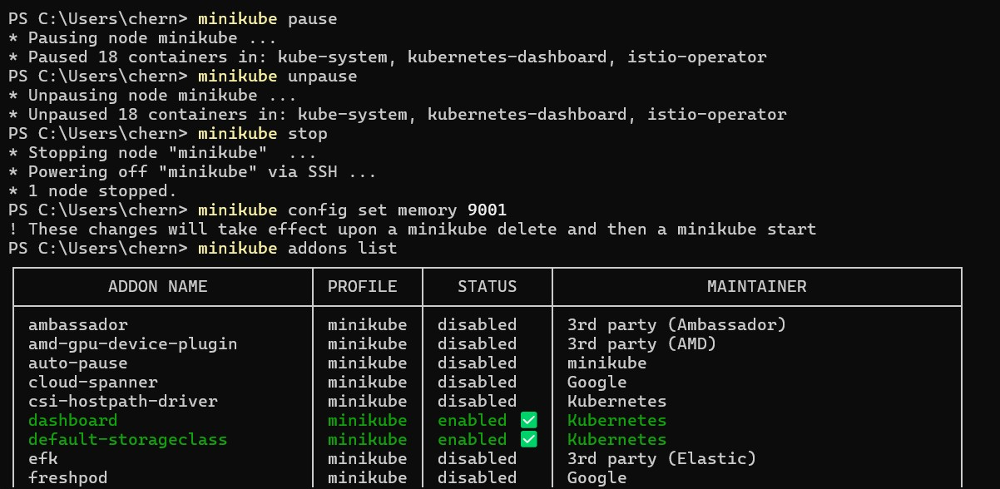 PS C:\Users\chern> minikube pause
* Pausing node minikube ...
* Paused 18 containers in: kube-system, kubernetes-dashboard, istio-operator
PS C:\Users\chern> minikube unpause
* Unpausing node minikube ...
* Unpaused 18 containers in: kube-system, kubernetes-dashboard, istio-operator
PS C:\Users\chern> minikube stop
* Stopping node "minikube"  ...
* Powering off "minikube" via SSH ...
* 1 node stopped.
PS C:\Users\chern> minikube config set memory 9001
! These changes will take effect upon a minikube delete and then a minikube start
PS C:\Users\chern> minikube addons list
ADDON NAME PROFILE STATUS MAINTAINER
ambassador minikube disabled 3rd party (Ambassador)
amd-gpu-device-plugin minikube disabled 3rd party (AMD)
auto-pause minikube disabled minikube
cloud-spanner minikube disabled Google
csi-hostpath-driver minikube disabled Kubernetes
dashboard minikube enabled ✅ Kubernetes
default-storageclass minikube enabled ✅ Kubernetes
efk minikube disabled 3rd party (Elastic)
freshpod minikube disabled Google